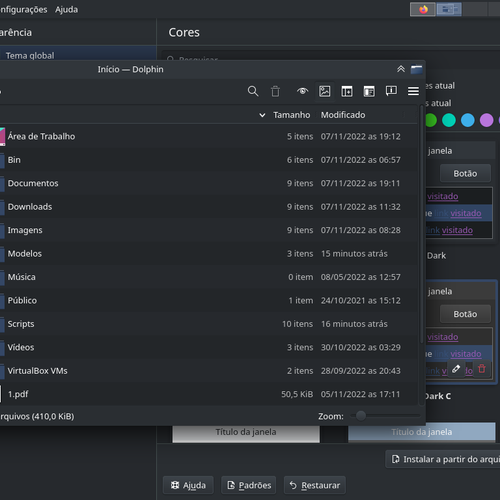 nfigurações Ajuda
arência
Cores
Tema global
Início — Dolphin
Tamanho Modificado
Área de Trabalho 5 itens 07/11/2022 as 19:12
Bin 6 itens 07/11/2022 as 06:57
Documentos 9 itens 07/11/2022 as 19:11
Downloads 9 itens 07/11/2022 as 11:32
Imagens 9 itens 07/11/2022 as 08:28
Modelos 3 itens 15 minutos atrás
Música 0 item 08/05/2022 as 12:57
Público 1 item 24/10/2021 as 15:12
Scripts 10 itens 16 minutos atrás
Vídeos 3 itens 30/10/2022 as 03:29
VirtualBox VMs 2 itens 28/09/2022 as 20:43
1.pdf 50,5 KiB 05/11/2022 as 17:11
rquivos (410,0 KiB) Zoom:
s atual
s atual
janela
Botão
visitado
ue visitado
link visitado
Dark
janela
Botão
visitado
ue visitado
link
Dark C
Título da janela
Título da janela
Instalar a partir do arqui
Ajuda
Padrões
Restaurar